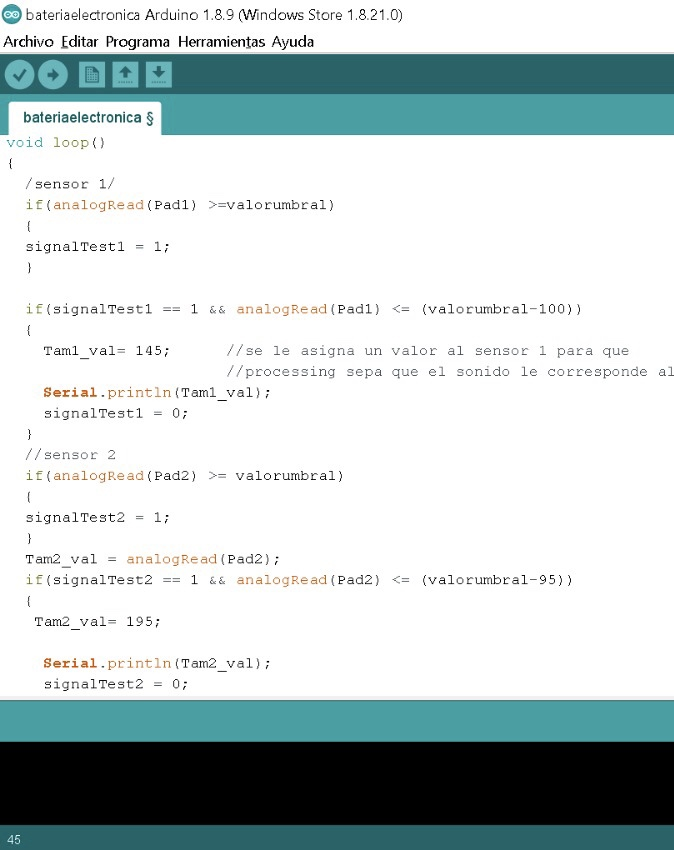 bateriaelectronica Arduino 1.8.9 (Windows Store 1.8.21.0)
Archivo Editar Programa Herramientas Ayuda
bateriaelectronica §
void loop()
{
/sensor 1/
if(analogRead(Pad1) >=valorumbral)
{
signalTest1 = 1;
}
if(signalTest1 == 1 && analogRead(Pad1) <= (valorumbral-100))
{
Tam1_val= 145; //se le asigna un valor al sensor 1 para que
//processing sepa que el sonido le corresponde al
Serial.println(Tam1_val);
signalTest1 = 0;
}
//sensor 2
if(analogRead(Pad2) >= valorumbral)
{
signalTest2 = 1;
}
Tam2_val = analogRead(Pad2);
if(signalTest2 == 1 && analogRead(Pad2) <= (valorumbral-95))
{
Tam2_val= 195;
Serial.println(Tam2_val);
signalTest2 = 0;
45